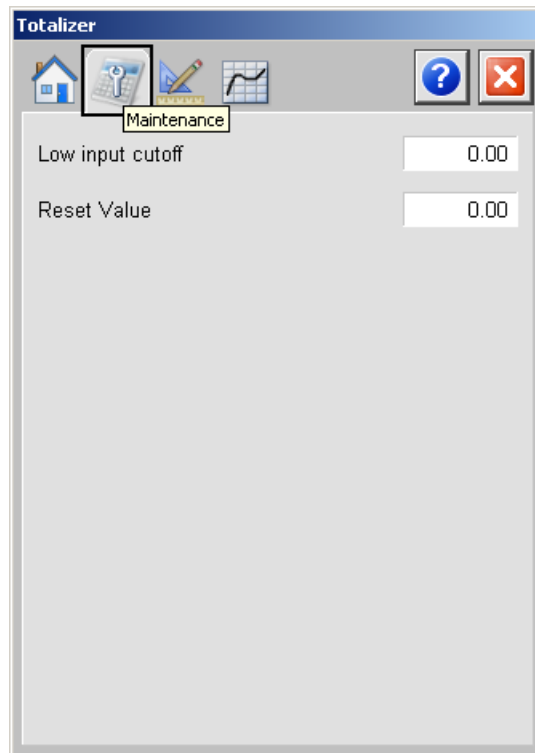 Totalizer
?
Maintenance
Low input cutoff 0.00
Reset Value 0.00